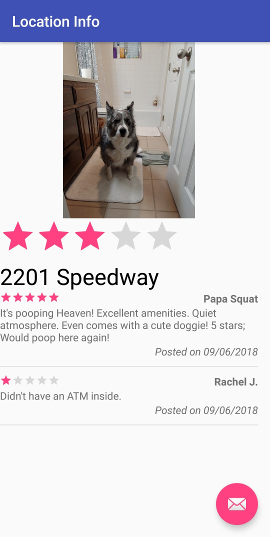 Location Info
2201 Speedway
Papa Squat
It's pooping Heaven! Excellent amenities. Quiet
atmosphere. Even comes with a cute doggie! 5 stars;
Would poop here again!
Posted on 09/06/2018
Rachel J.
Didn't have an ATM inside.
Posted on 09/06/2018